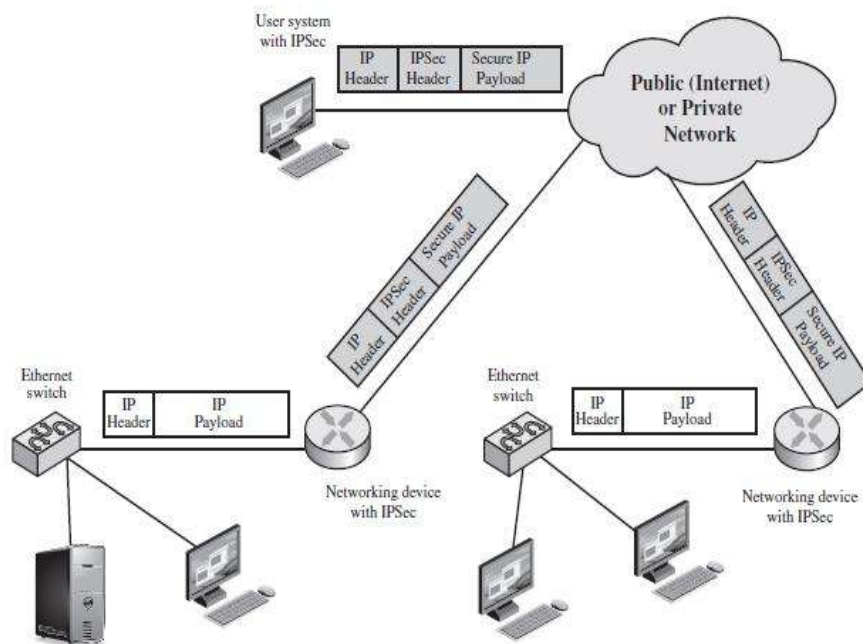 User system
with IPSec
IP
Header
IPSec
Header
Secure IP
Payload
Public (Internet)
or Private
Network
IP
Header
IPSec
Header
Secure IP
Payload
IP
Header
IPSec
Header
Secure IP
Payload
Ethernet
switch
IP
Header
IP
Payload
Networking device
with IPSec
Ethernet
switch
IP
Header
IP
Payload
Networking device
with IPSec